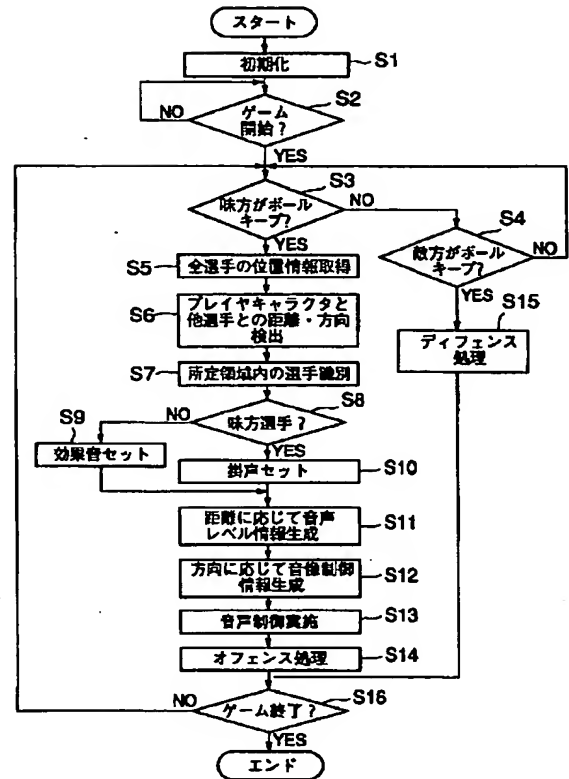 スタート
初期化
S1
S2
ゲーム
開始?
NO
YES
S3
味方がボール
キープ?
NO
S4
敵方がボール
キープ?
NO
YES
YES
S5
全選手の位置情報取得
S15
ディフェンス
処理
S6
プレイヤキャラクタと
他選手との距離・方向
検出
S7
所定領域内の選手識別
S8
味方選手?
NO
YES
S9
効果音セット
掛声セット
S10
距離に応じて音声
レベル情報生成
S11
方向に応じて音像制御
情報生成
S12
音声制御実施
S13
オフェンス処理
S14
S16
ゲーム終了?
NO
YES
エンド